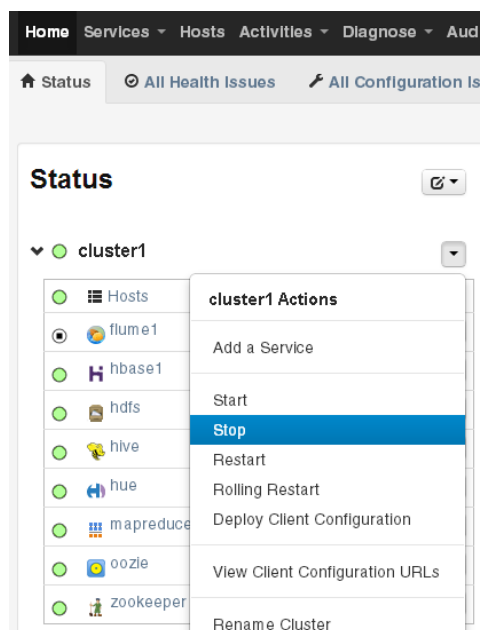 Home Services Hosts Activities Diagnose Aud
Status All Health Issues All Configuration Is
Status
cluster1
Hosts
flume1
hbase1
hdfs
hive
hue
mapreduce
oozie
zookeeper
cluster1 Actions
Add a Service
Start
Stop
Restart
Rolling Restart
Deploy Client Configuration
View Client Configuration URLs
Rename Cluster